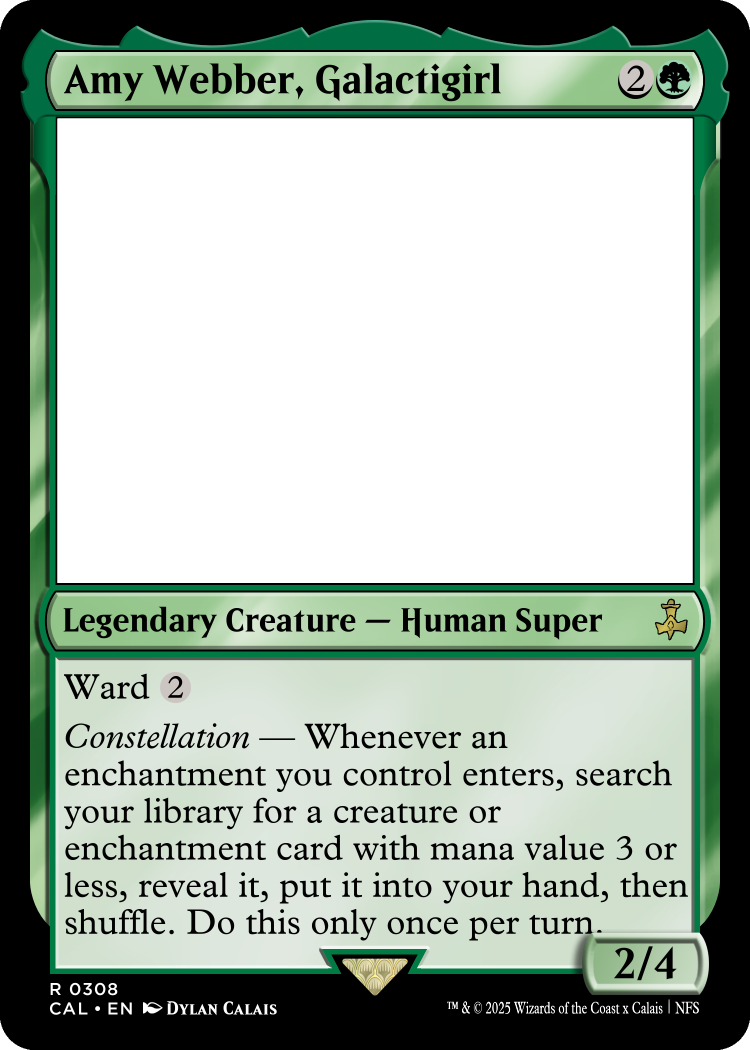 Amy Webber, Galactigirl 2
Legendary Creature — Human Super
Ward 2
Constellation — Whenever an
enchantment you control enters, search
your library for a creature or
enchantment card with mana value 3 or
less, reveal it, put it into your hand, then
shuffle. Do this only once per turn.
2/4
R 0308
CAL • EN Dylan Calais
™ & © 2025 Wizards of the Coast x Calais | NFS